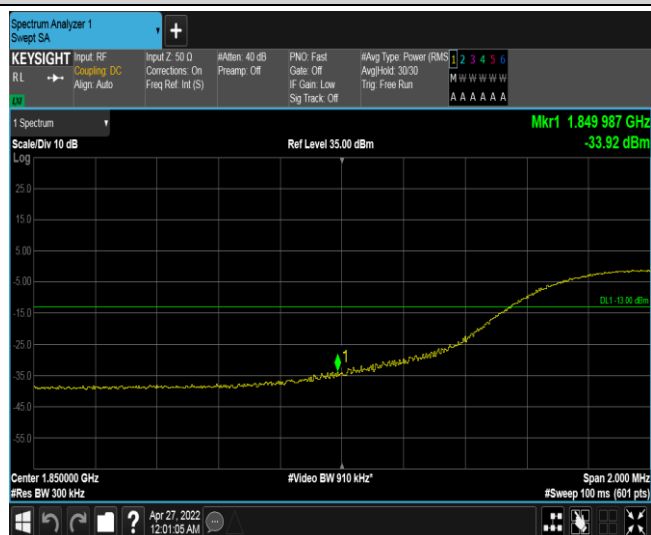 Spectrum Analyzer 1
Swept SA
+
KEYSIGHT
RL
Input: RF
Coupling: DC
Align: Auto
Input Z: 50 Ω
Corrections: On
Freq Ref: Int (S)
#Atten: 40 dB
Preamp: Off
PNO: Fast
Gate: Off
IF Gain: Low
Sig Track: Off
#Avg Type: Power (RMS
Avg|Hold: 30/30
Trig: Free Run
1 2 3 4 5 6
M W W W W W
A A A A A A
1 Spectrum
Mkr1 1.849 987 GHz
Scale/Div 10 dB
Ref Level 35.00 dBm
-33.92 dBm
Log
25.0
15.0
5.00
-5.00
DL1 -13.00 dBm
-15.0
-25.0
1
-35.0
-45.0
-55.0
Center 1.850000 GHz
#Video BW 910 kHz*
Span 2.000 MHz
#Res BW 300 kHz
#Sweep 100 ms (601 pts)
?
Apr 27, 2022
12:01:05 AM